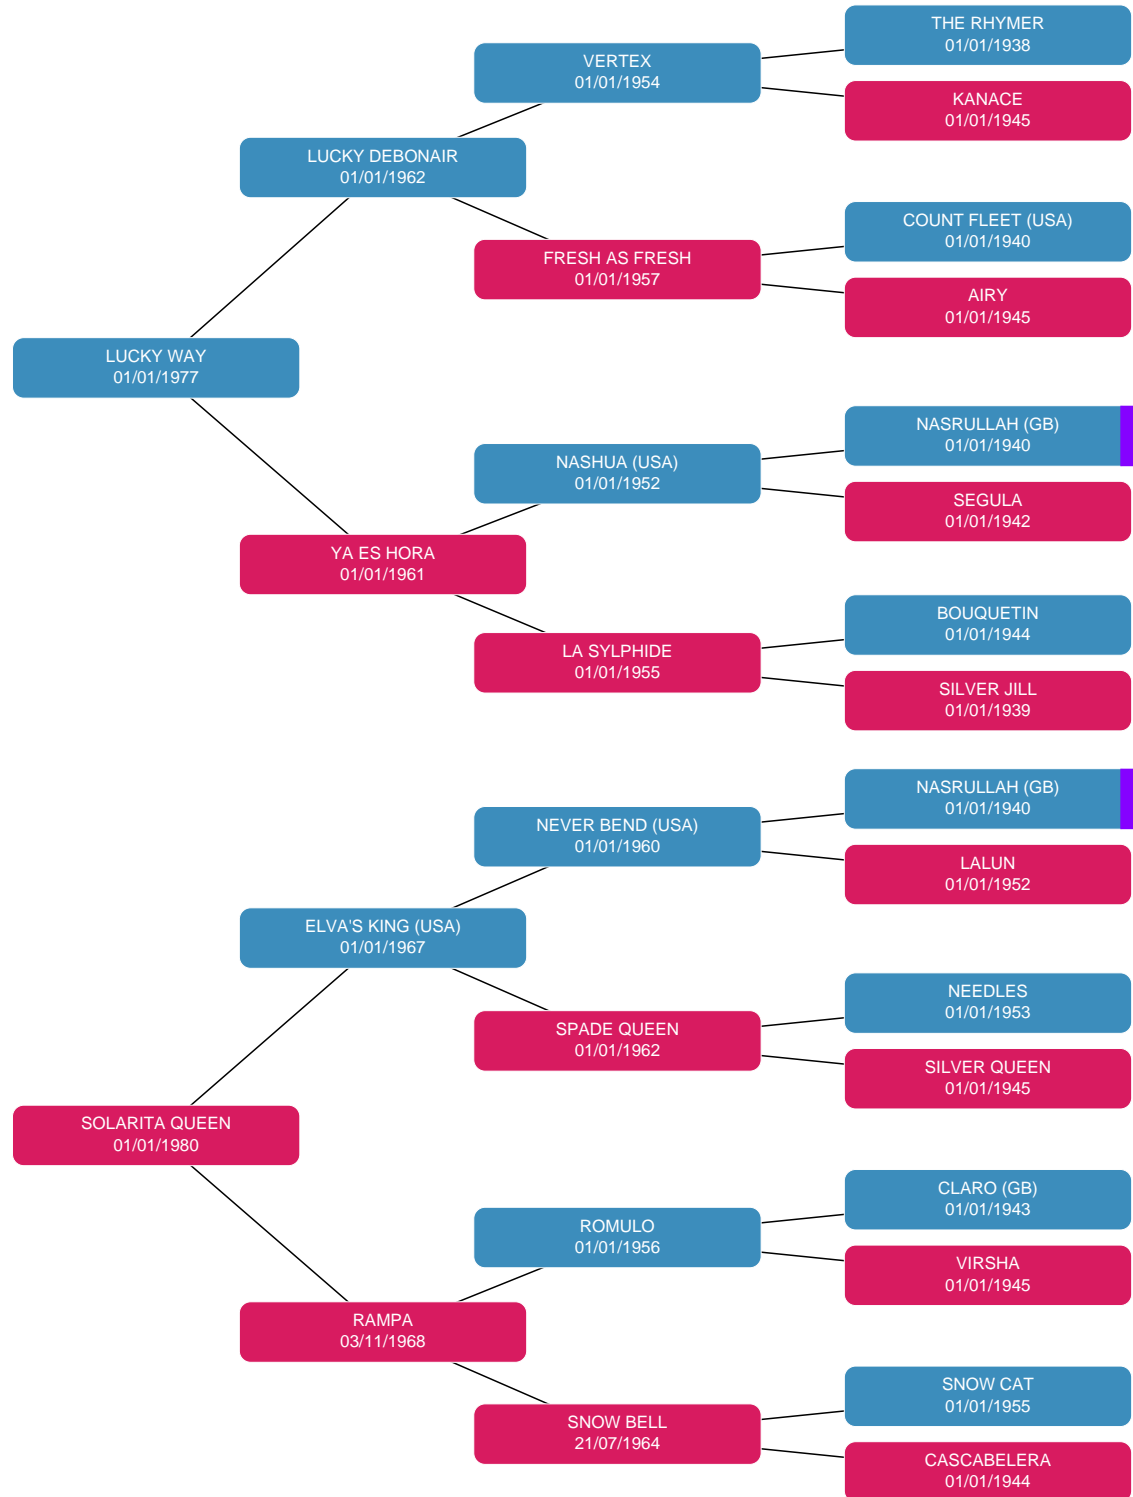 THE RHYMER
01/01/1938
VERTEX
01/01/1954
KANACE
01/01/1945
LUCKY DEBONAIR
01/01/1962
COUNT FLEET (USA)
01/01/1940
FRESH AS FRESH
01/01/1957
AIRY
01/01/1945
LUCKY WAY
01/01/1977
NASRULLAH (GB)
01/01/1940
NASHUA (USA)
01/01/1952
SEGULA
01/01/1942
YA ES HORA
01/01/1961
BOUQUETIN
01/01/1944
LA SYLPHIDE
01/01/1955
SILVER JILL
01/01/1939
NASRULLAH (GB)
01/01/1940
NEVER BEND (USA)
01/01/1960
LALUN
01/01/1952
ELVA'S KING (USA)
01/01/1967
NEEDLES
01/01/1953
SPADE QUEEN
01/01/1962
SILVER QUEEN
01/01/1945
SOLARITA QUEEN
01/01/1980
CLARO (GB)
01/01/1943
ROMULO
01/01/1956
VIRSHA
01/01/1945
RAMPA
03/11/1968
SNOW CAT
01/01/1955
SNOW BELL
21/07/1964
CASCABELERA
01/01/1944